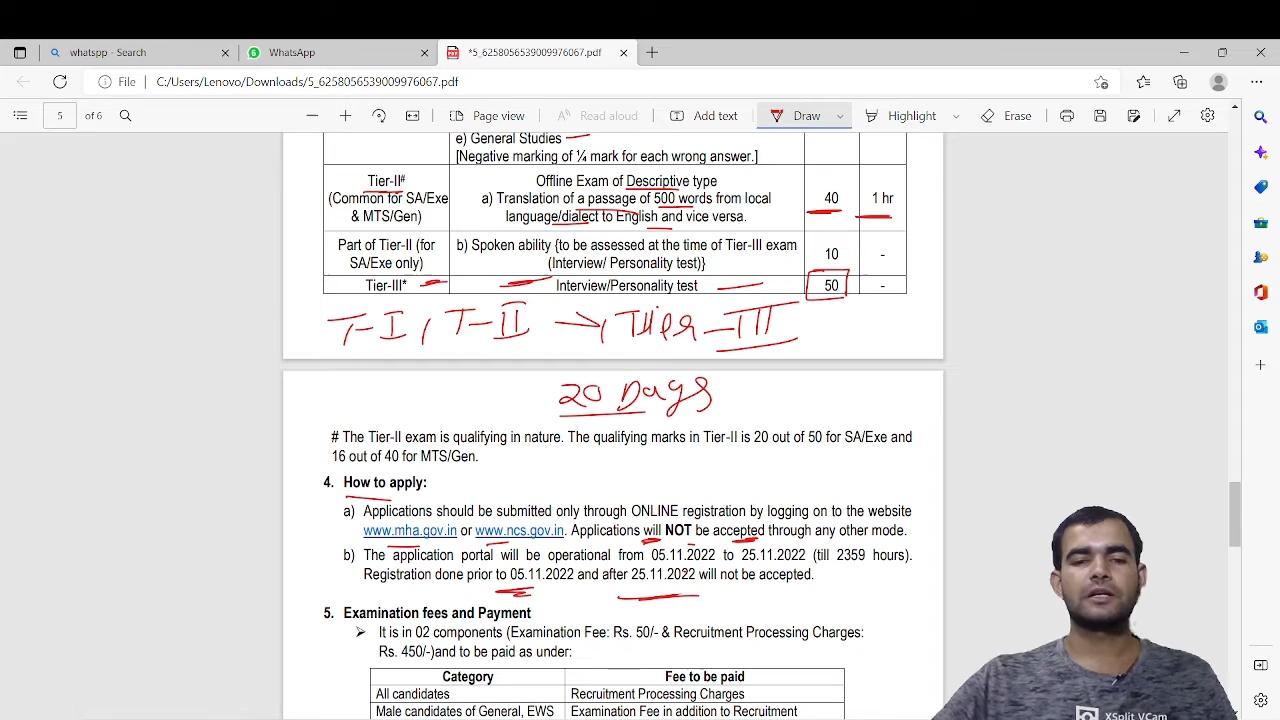 whatspp - Search
WhatsApp
*5_6258056539009976067.pdf
File
C:/Users/Lenovo/Downloads/5_6258056539009976067.pdf
5 of 6
Page view
Read aloud
Add text
Draw
Highlight
Erase
e) General Studies
[Negative marking of ¼ mark for each wrong answer.]
Tier-II#
(Common for SA/Exe
& MTS/Gen)
Offline Exam of Descriptive type
a) Translation of a passage of 500 words from local
language/dialect to English and vice versa.
40
1 hr
Part of Tier-II (for
SA/Exe only)
b) Spoken ability {to be assessed at the time of Tier-III exam
(Interview/ Personality test)}
10
-
Tier-III*
Interview/Personality test
50
-
T-I, T-II → Tier-III
20 Days
# The Tier-II exam is qualifying in nature. The qualifying marks in Tier-II is 20 out of 50 for SA/Exe and
16 out of 40 for MTS/Gen.
4. How to apply:
a) Applications should be submitted only through ONLINE registration by logging on to the website
www.mha.gov.in or www.ncs.gov.in. Applications will NOT be accepted through any other mode.
b) The application portal will be operational from 05.11.2022 to 25.11.2022 (till 2359 hours).
Registration done prior to 05.11.2022 and after 25.11.2022 will not be accepted.
5. Examination fees and Payment
➢ It is in 02 components (Examination Fee: Rs. 50/- & Recruitment Processing Charges:
Rs. 450/-)and to be paid as under:
Category
Fee to be paid
All candidates
Recruitment Processing Charges
Male candidates of General, EWS
Examination Fee in addition to Recruitment
XSplit VCam